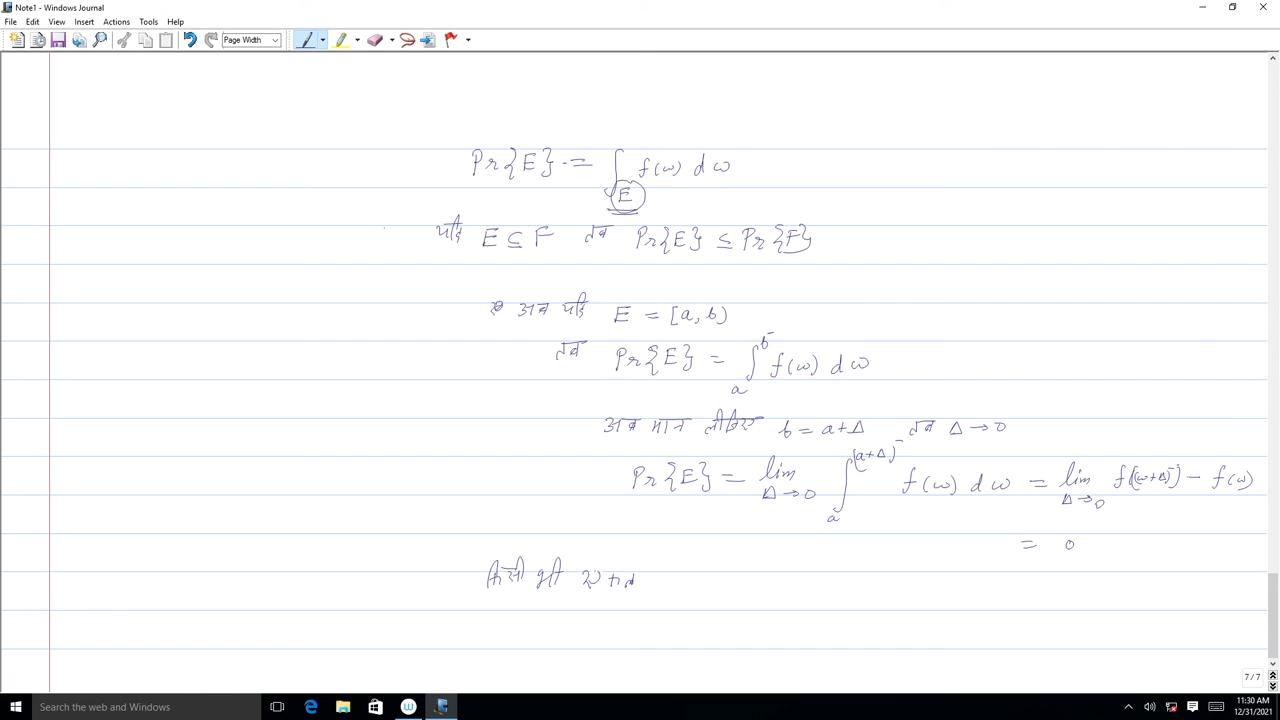 Note1 - Windows Journal
File Edit View Insert Actions Tools Help
Page Width
Pr{E} = ∫_E f(ω) dω
यदि E ⊆ F तब Pr{E} ≤ Pr{F}
अब यदि E = [a, b)
तब Pr{E} = ∫_a^{b⁻} f(ω) dω
अब मान लीजिए b = a+Δ तब Δ → 0
Pr{E} = lim_{Δ→0} ∫_a^{(a+Δ)⁻} f(ω) dω = lim_{Δ→0} f((ω+Δ)⁻) − f(ω)
= 0
किसी भी
7/7
Search the web and Windows
11:30 AM
12/31/2021